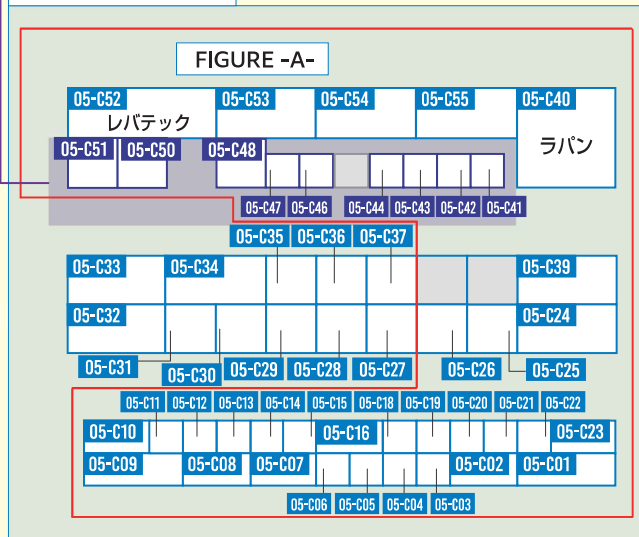 FIGURE -A-
05-C52 05-C53 05-C54 05-C55 05-C40
レバテック
ラパン
05-C51 05-C50 05-C48
05-C47 05-C46 05-C44 05-C43 05-C42 05-C41
05-C35 05-C36 05-C37
05-C33 05-C34 05-C39
05-C32 05-C24
05-C31 05-C30 05-C29 05-C28 05-C27 05-C26 05-C25
05-C11 05-C12 05-C13 05-C14 05-C15 05-C18 05-C19 05-C20 05-C21 05-C22
05-C10 05-C16 05-C23
05-C09 05-C08 05-C07 05-C02 05-C01
05-C06 05-C05 05-C04 05-C03